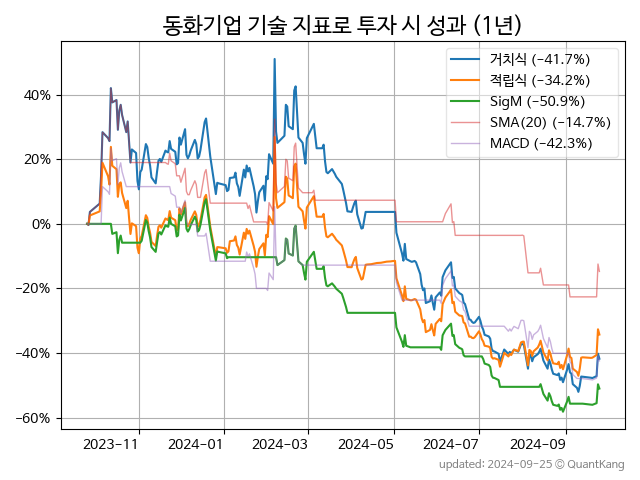 동화기업 기술 지표로 투자 시 성과 (1년)
거치식 (−41.7%)
적립식 (−34.2%)
SigM (−50.9%)
SMA(20) (−14.7%)
MACD (−42.3%)
40%
20%
0%
−20%
−40%
−60%
2023−11 2024−01 2024−03 2024−05 2024−07 2024−09
updated: 2024−09−25 © QuantKang